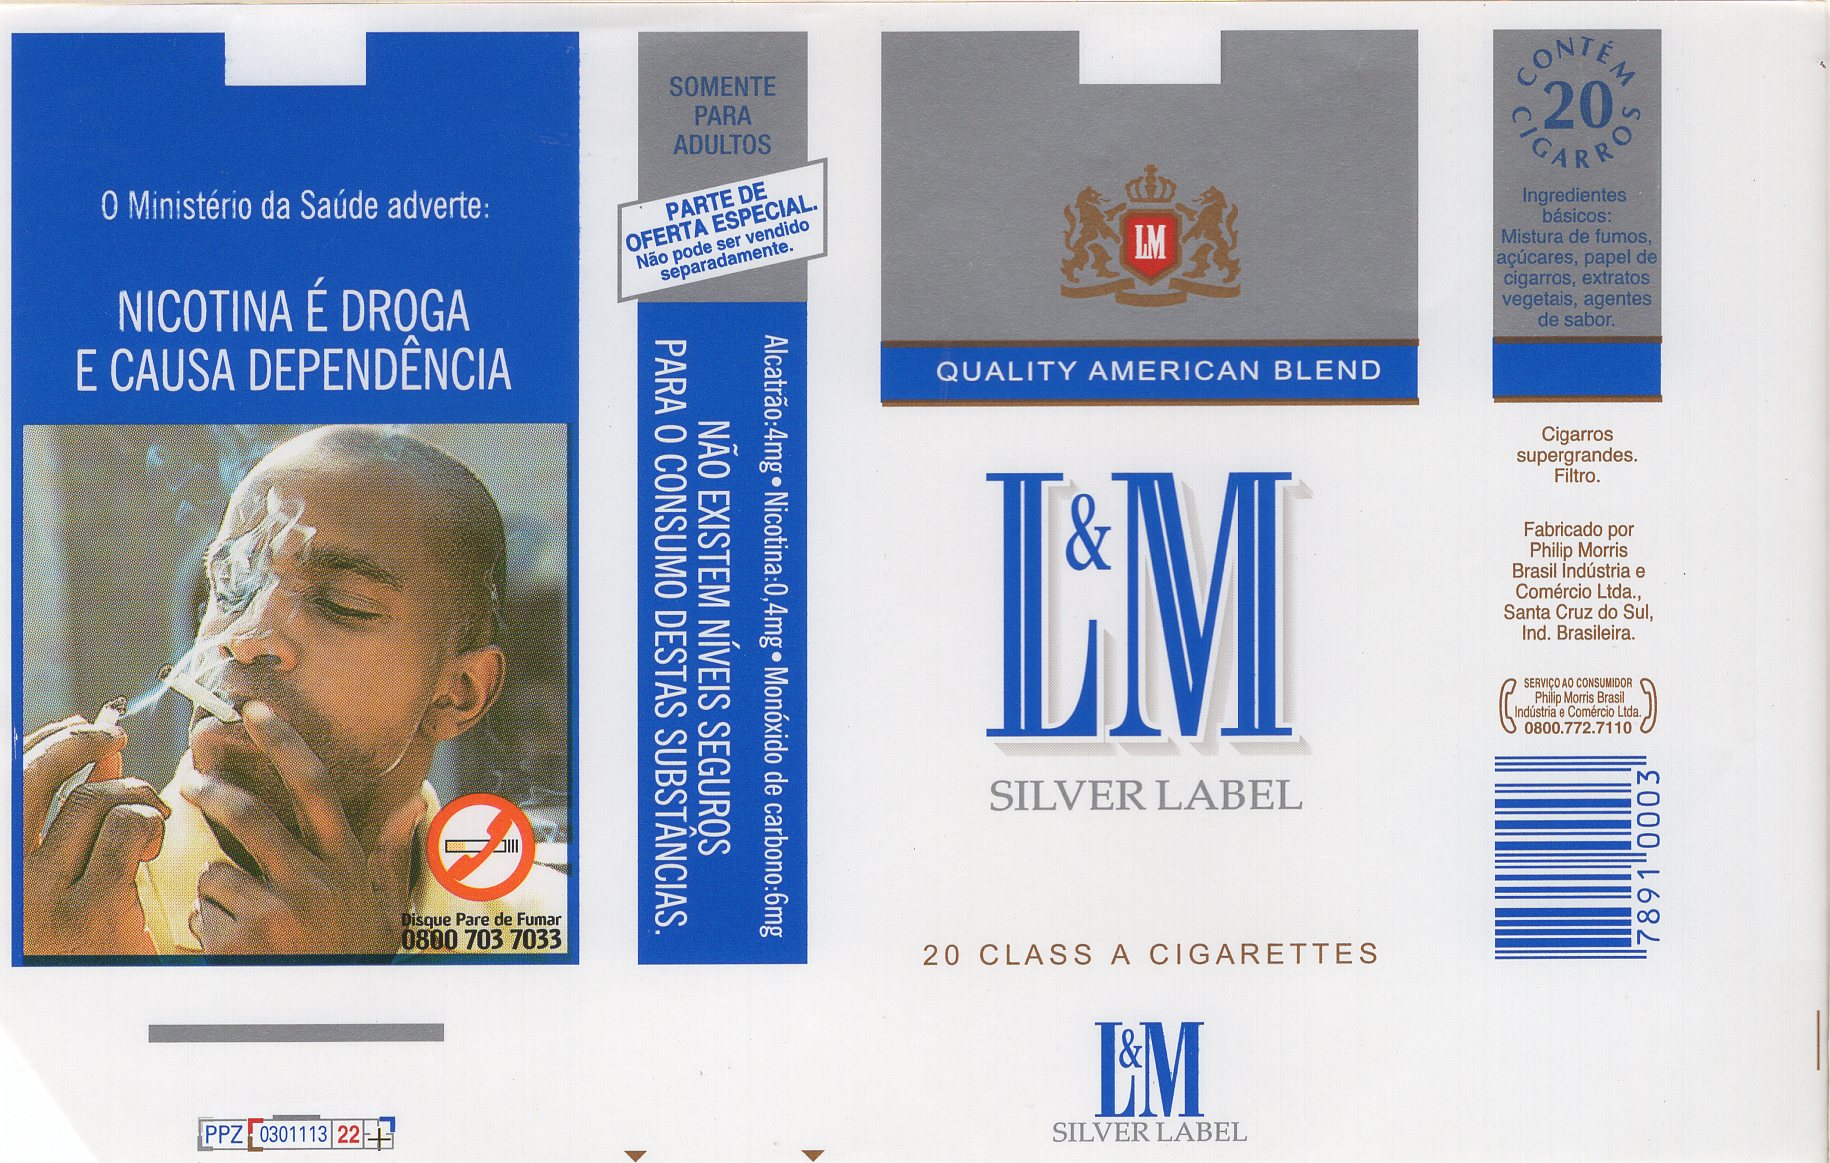 O Ministério da Saúde adverte:
NICOTINA É DROGA
E CAUSA DEPENDÊNCIA
Disque Pare de Fumar
0800 703 7033
PPZ 0301113 22
SOMENTE
PARA
ADULTOS
PARTE DE
OFERTA ESPECIAL.
Não pode ser vendido
separadamente.
Alcatrão:4mg • Nicotina:0,4mg • Monóxido de carbono:6mg
NÃO EXISTEM NÍVEIS SEGUROS
PARA O CONSUMO DESTAS SUBSTÂNCIAS.
LM
QUALITY AMERICAN BLEND
L&M
SILVER LABEL
20 CLASS A CIGARETTES
L&M
SILVER LABEL
CONTÉM
20
CIGARROS
Ingredientes
básicos:
Mistura de fumos,
açúcares, papel de
cigarros, extratos
vegetais, agentes
de sabor.
Cigarros
supergrandes.
Filtro.
Fabricado por
Philip Morris
Brasil Indústria e
Comércio Ltda.,
Santa Cruz do Sul,
Ind. Brasileira.
SERVIÇO AO CONSUMIDOR
Philip Morris Brasil
Indústria e Comércio Ltda.
0800.772.7110
78910003